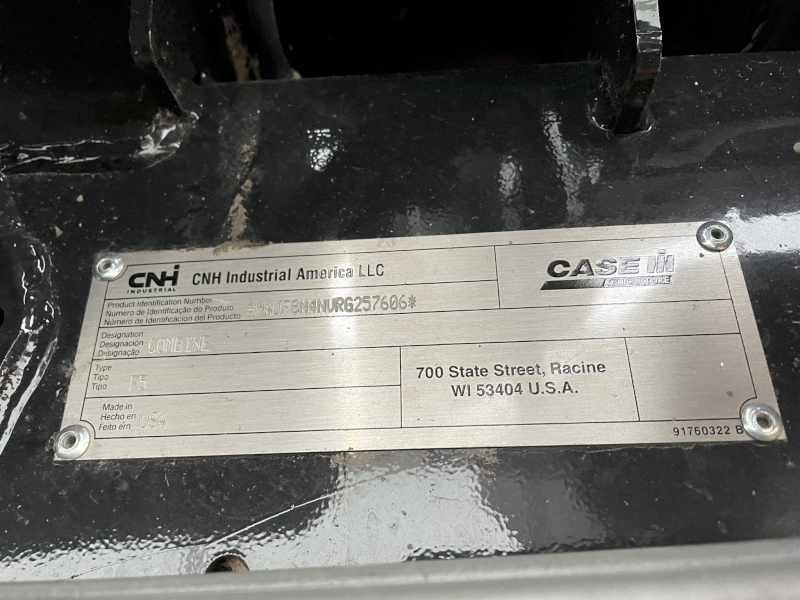 CNH
INDUSTRIAL
CNH Industrial America LLC
CASE IH
AGRICULTURE
Product Identification Number
Número de Identificação do Produto
Número de Identificacion del Producto
Designation
Designación
Designação
COMBINE
Type
Tipo
Tipo
Made in
Hecho en
Feito em
USA
700 State Street, Racine
WI 53404 U.S.A.
91760322 B